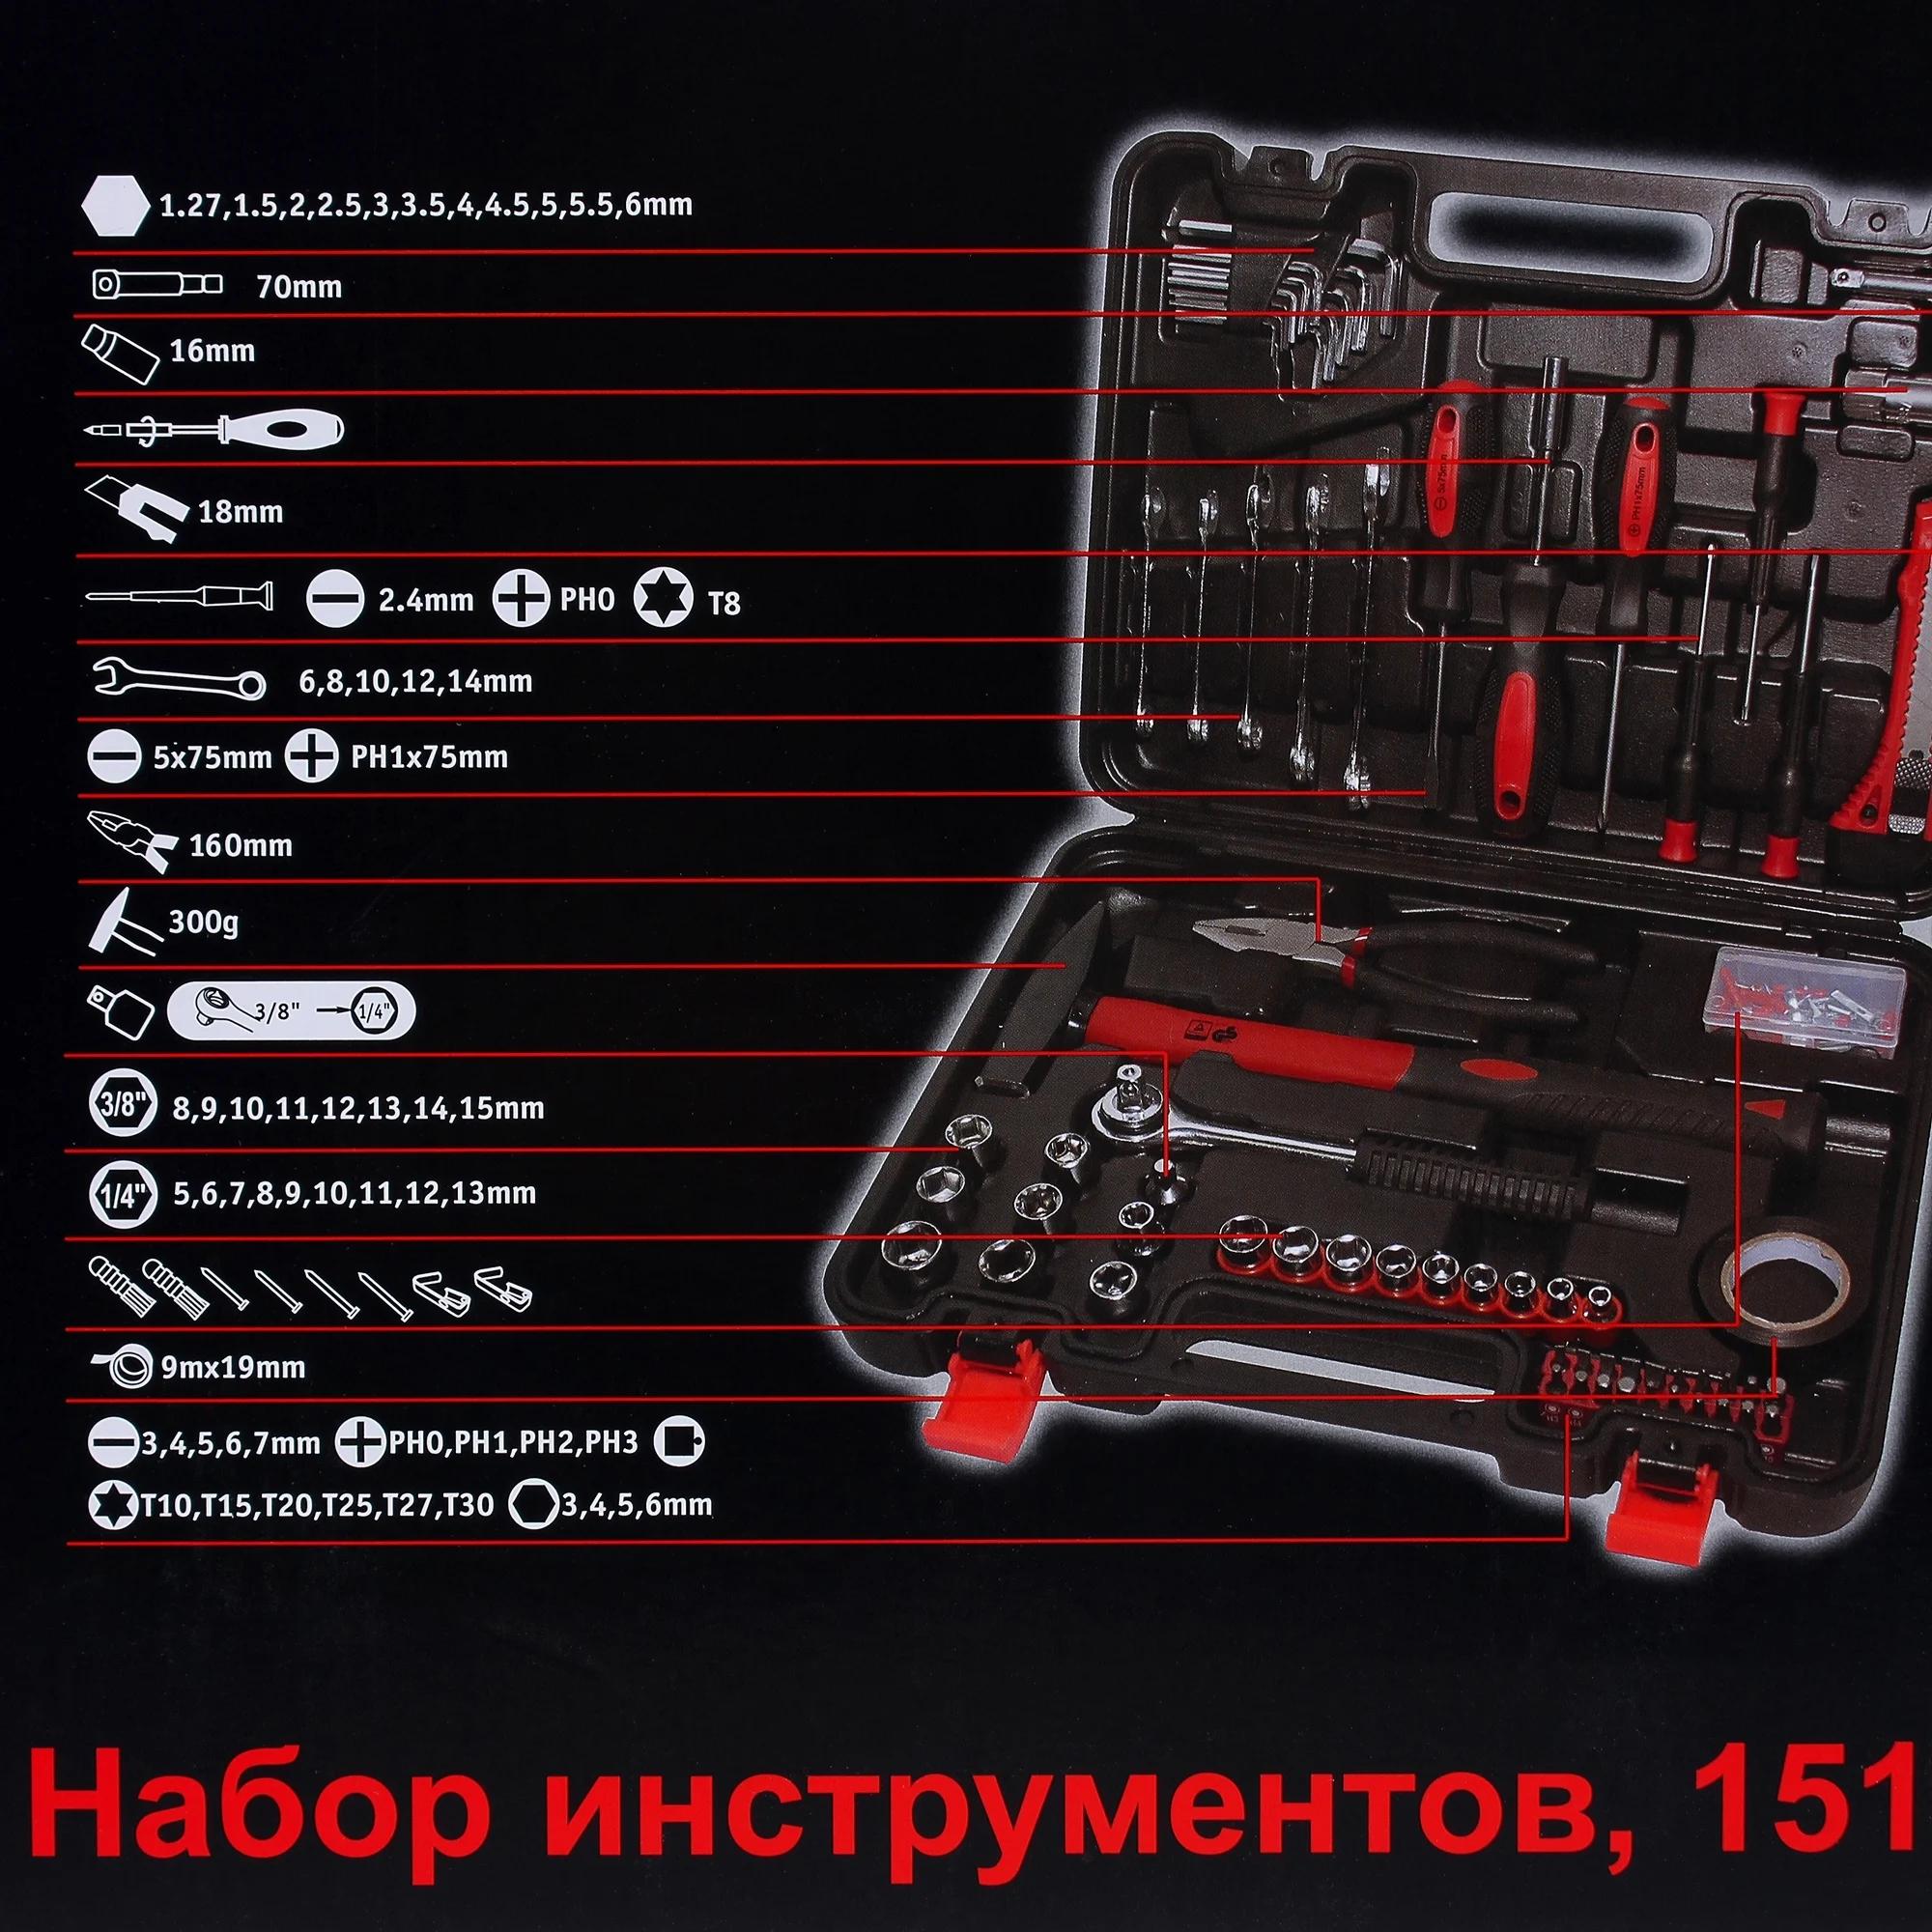 1.27,1.5,2,2.5,3,3.5,4,4.5,5,5.5,6mm
70mm
16mm
18mm
2.4mm PH0 T8
6,8,10,12,14mm
5x75mm PH1x75mm
160mm
300g
3/8" 1/4"
3/8" 8,9,10,11,12,13,14,15mm
1/4" 5,6,7,8,9,10,11,12,13mm
9mx19mm
3,4,5,6,7mm PH0,PH1,PH2,PH3
T10,T15,T20,T25,T27,T30 3,4,5,6mm
5x75mm
PH1x75mm
Набор инструментов, 151